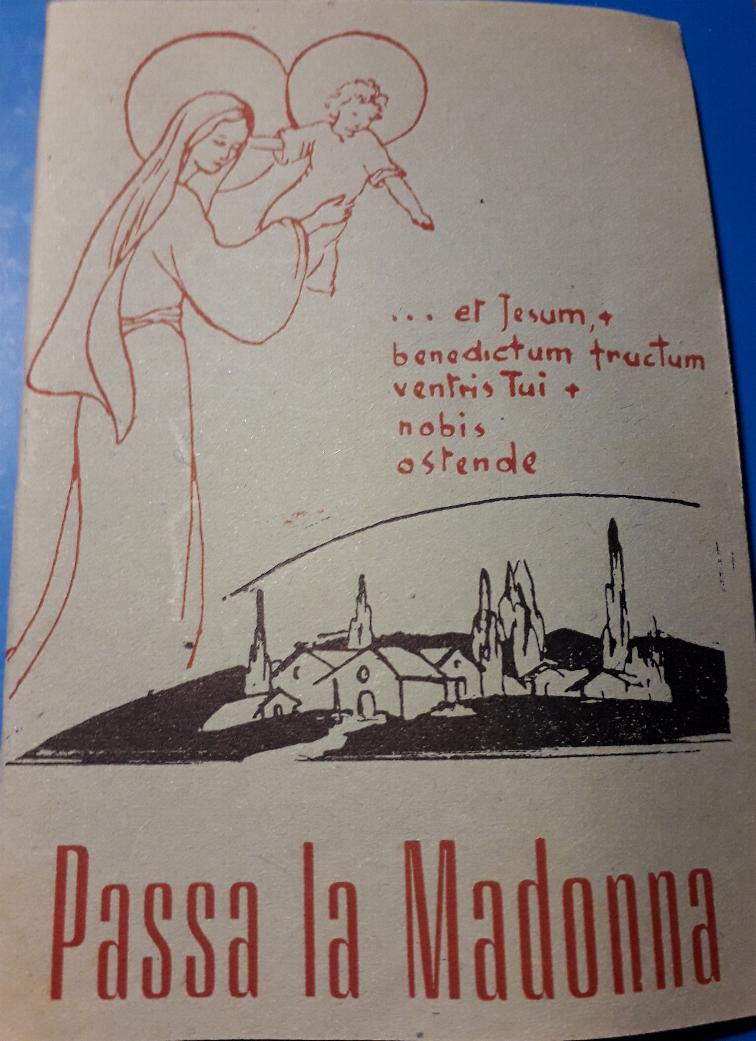 ... et Jesum, +
benedictum fructum
ventris Tui +
nobis
ostende
Passa la Madonna